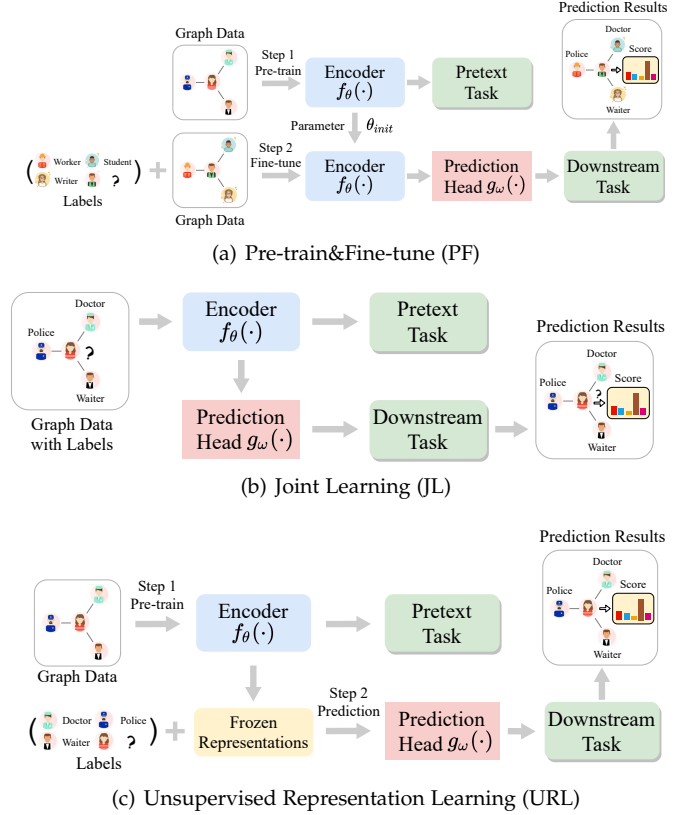 Prediction Results
Doctor
Police
Score
Waiter
Graph Data
Step 1
Pre-train
Encoder
fθ(·)
Pretext
Task
Parameter
θinit
( Worker Student
Writer ? )
Labels
+
Graph Data
Step 2
Fine-tune
Encoder
fθ(·)
Prediction
Head gω(·)
Downstream
Task
(a) Pre-train&Fine-tune (PF)
Doctor
Police
?
Waiter
Graph Data
with Labels
Encoder
fθ(·)
Pretext
Task
Prediction
Head gω(·)
Downstream
Task
Prediction Results
Doctor
Police
?
Score
Waiter
(b) Joint Learning (JL)
Prediction Results
Doctor
Police
Score
Waiter
Graph Data
Step 1
Pre-train
Encoder
fθ(·)
Pretext
Task
( Doctor Police
Waiter ? )
Labels
+
Frozen
Representations
Step 2
Prediction
Prediction
Head gω(·)
Downstream
Task
(c) Unsupervised Representation Learning (URL)